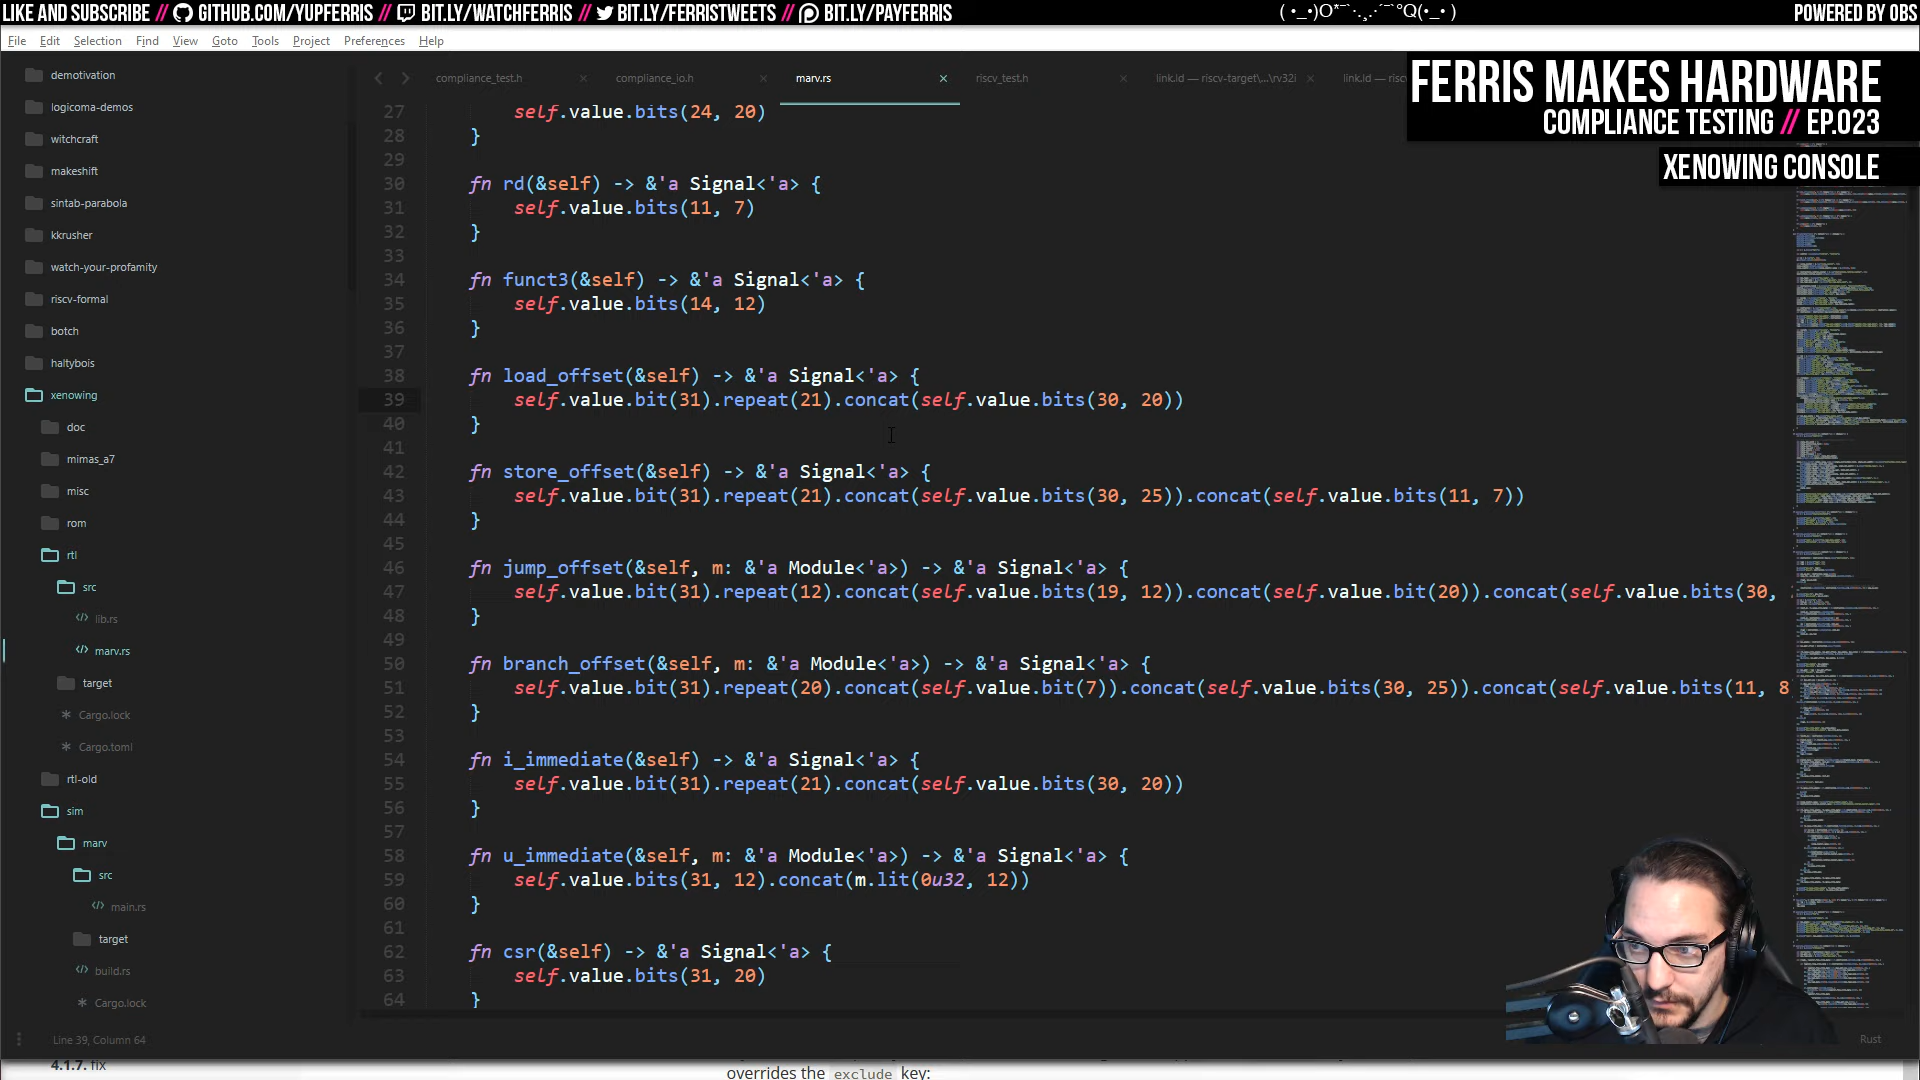 LIKE AND SUBSCRIBE // GITHUB.COM/YUPFERRIS // BIT.LY/WATCHFERRIS // BIT.LY/FERRISTWEETS // BIT.LY/PAYFERRIS
POWERED BY OBS
File Edit Selection Find View Goto Tools Project Preferences Help
FERRIS MAKES HARDWARE
COMPLIANCE TESTING // EP.023
XENOWING CONSOLE
demotivation
logicoma-demos
witchcraft
makeshift
sintab-parabola
kkrusher
watch-your-profamity
riscv-formal
botch
haltybois
xenowing
doc
mimas_a7
misc
rom
rtl
src
lib.rs
marv.rs
target
Cargo.lock
Cargo.toml
rtl-old
sim
marv
src
main.rs
target
build.rs
Cargo.lock
compliance_test.h × compliance_io.h × marv.rs × riscv_test.h × link.ld — riscv-target\...\rv32i × link.ld — risc
27 self.value.bits(24, 20)
28 }
29
30 fn rd(&self) -> &'a Signal<'a> {
31 self.value.bits(11, 7)
32 }
33
34 fn funct3(&self) -> &'a Signal<'a> {
35 self.value.bits(14, 12)
36 }
37
38 fn load_offset(&self) -> &'a Signal<'a> {
39 self.value.bit(31).repeat(21).concat(self.value.bits(30, 20))
40 }
41
42 fn store_offset(&self) -> &'a Signal<'a> {
43 self.value.bit(31).repeat(21).concat(self.value.bits(30, 25)).concat(self.value.bits(11, 7))
44 }
45
46 fn jump_offset(&self, m: &'a Module<'a>) -> &'a Signal<'a> {
47 self.value.bit(31).repeat(12).concat(self.value.bits(19, 12)).concat(self.value.bit(20)).concat(self.value.bits(30,
48 }
49
50 fn branch_offset(&self, m: &'a Module<'a>) -> &'a Signal<'a> {
51 self.value.bit(31).repeat(20).concat(self.value.bit(7)).concat(self.value.bits(30, 25)).concat(self.value.bits(11, 8
52 }
53
54 fn i_immediate(&self) -> &'a Signal<'a> {
55 self.value.bit(31).repeat(21).concat(self.value.bits(30, 20))
56 }
57
58 fn u_immediate(&self, m: &'a Module<'a>) -> &'a Signal<'a> {
59 self.value.bits(31, 12).concat(m.lit(0u32, 12))
60 }
61
62 fn csr(&self) -> &'a Signal<'a> {
63 self.value.bits(31, 20)
64 }
Line 39, Column 64
Rust
4.1.7. fix
overrides the exclude key: